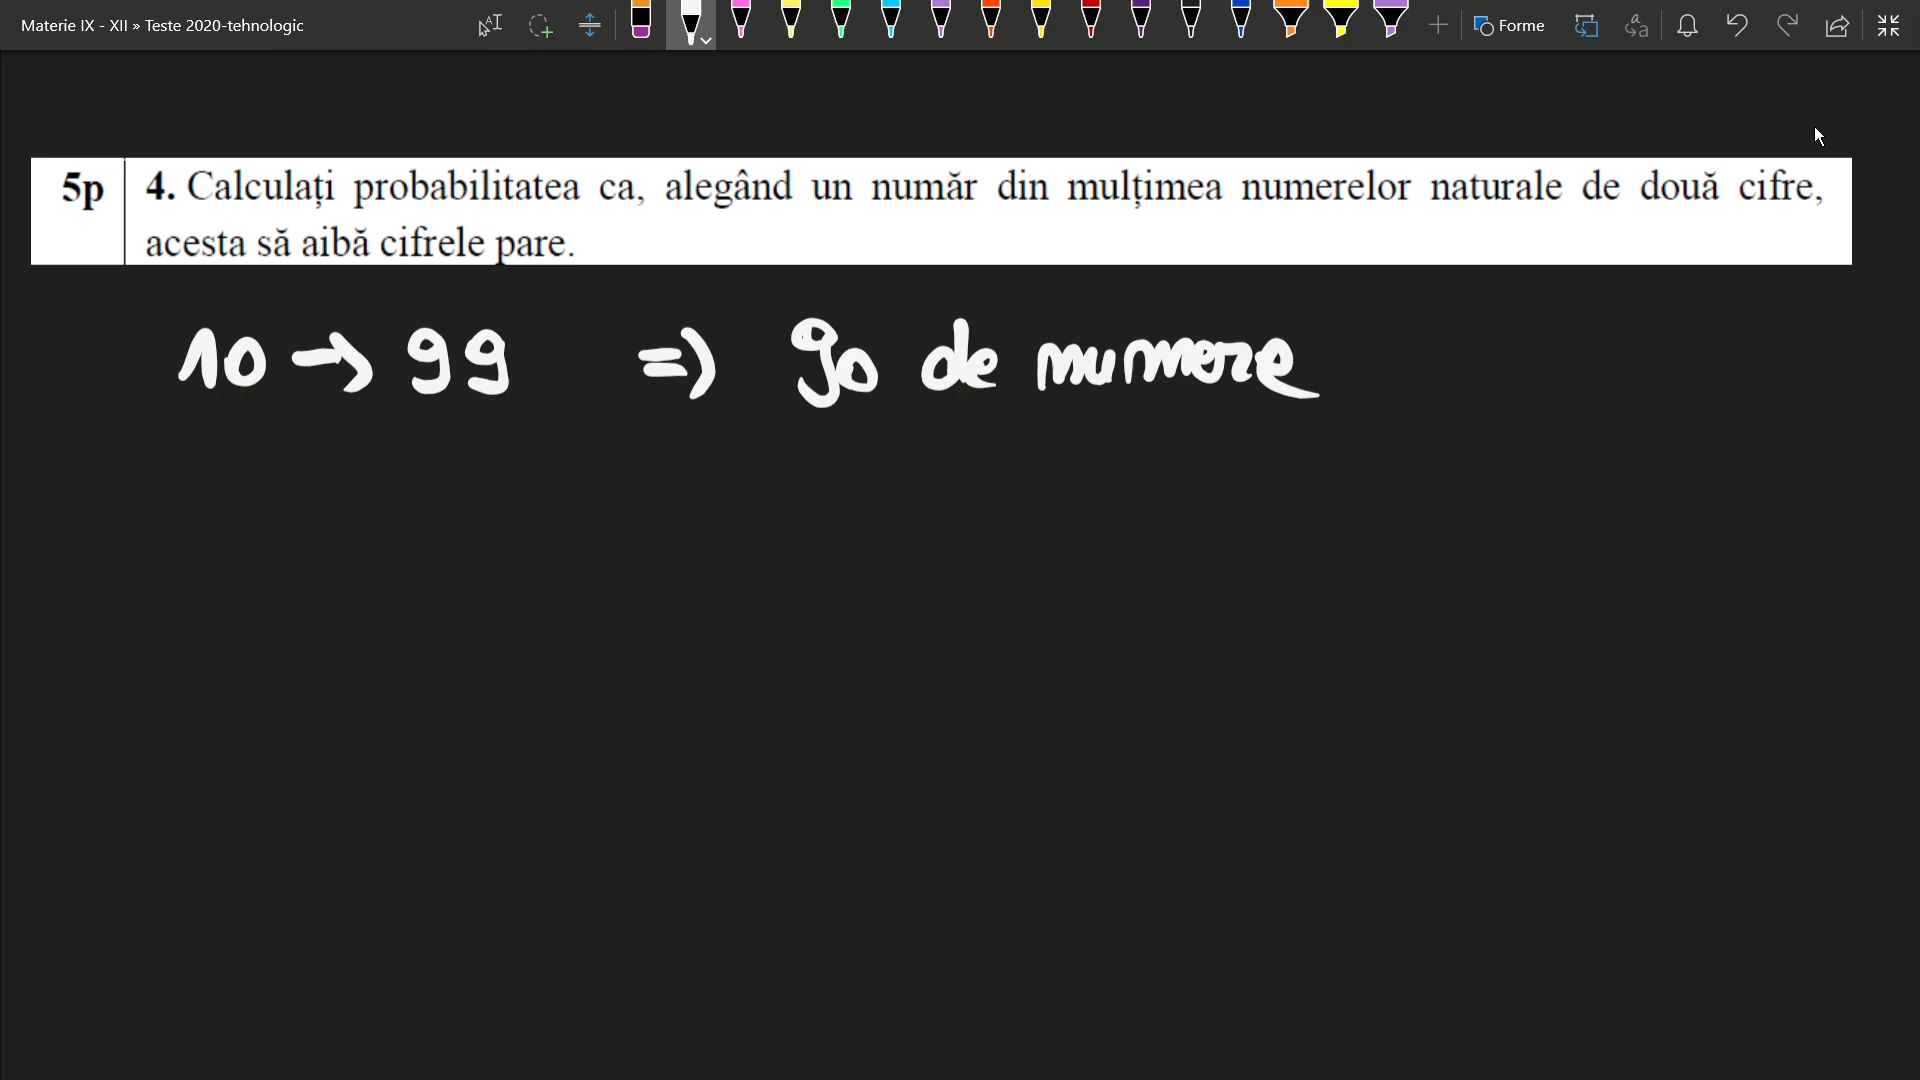 Materie IX - XII » Teste 2020-tehnologic
Forme
5p 4. Calculați probabilitatea ca, alegând un număr din mulțimea numerelor naturale de două cifre,
acesta să aibă cifrele pare.
10 → 99 ⇒ 90 de numere